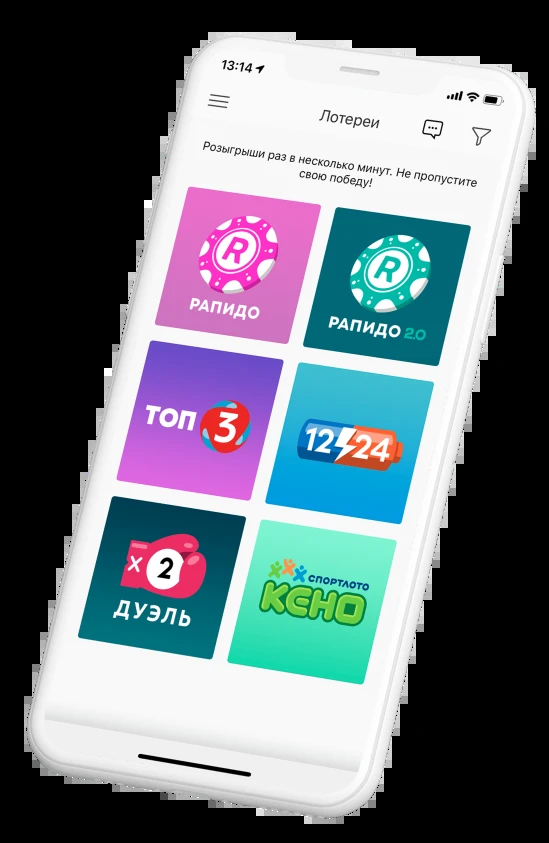 13:14
Лотереи
Розыгрыши раз в несколько минут. Не пропустите
свою победу!
R
РАПИДО
R
РАПИДО 2.0
ТОП 3
12 24
x 2
ДУЭЛЬ
СПОРТЛОТО
КЕНО